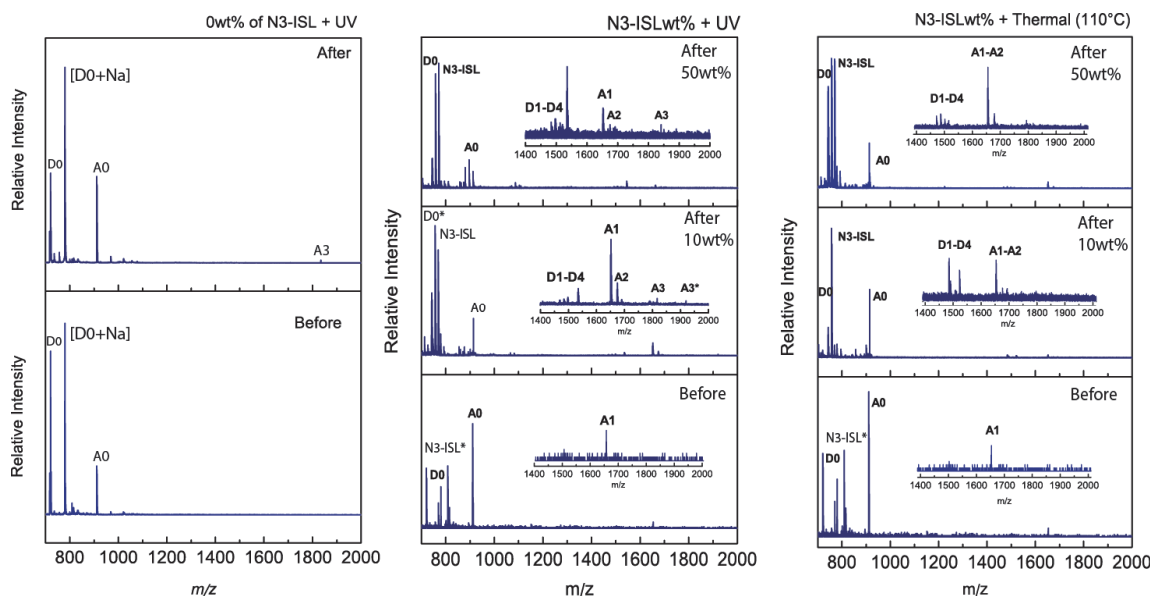 0wt% of N3-ISL + UV
After
[D0+Na]
D0
A0
A3
Before
[D0+Na]
D0
A0
Relative Intensity
Relative Intensity
800 1000 1200 1400 1600 1800 2000
m/z
N3-ISLwt% + UV
After
50wt%
D0
N3-ISL
A0
D1-D4
A1
A2
A3
1400 1500 1600 1700 1800 1900 2000
m/z
After
10wt%
D0*
N3-ISL
A0
D1-D4
A1
A2
A3
A3*
1400 1500 1600 1700 1800 1900 2000
m/z
Before
A0
N3-ISL*
D0
A1
1400 1500 1600 1700 1800 1900 2000
m/z
Relative Intensity
800 1000 1200 1400 1600 1800 2000
m/z
N3-ISLwt% + Thermal (110°C)
After
50wt%
D0
N3-ISL
A0
D1-D4
A1-A2
1400 1500 1600 1700 1800 1900 2000
m/z
After
10wt%
N3-ISL
D0
A0
D1-D4
A1-A2
1400 1500 1600 1700 1800 1900 2000
m/z
Before
A0
N3-ISL*
D0
A1
1400 1500 1600 1700 1800 1900 2000
m/z
Relative Intensity
800 1000 1200 1400 1600 1800 2000
m/z